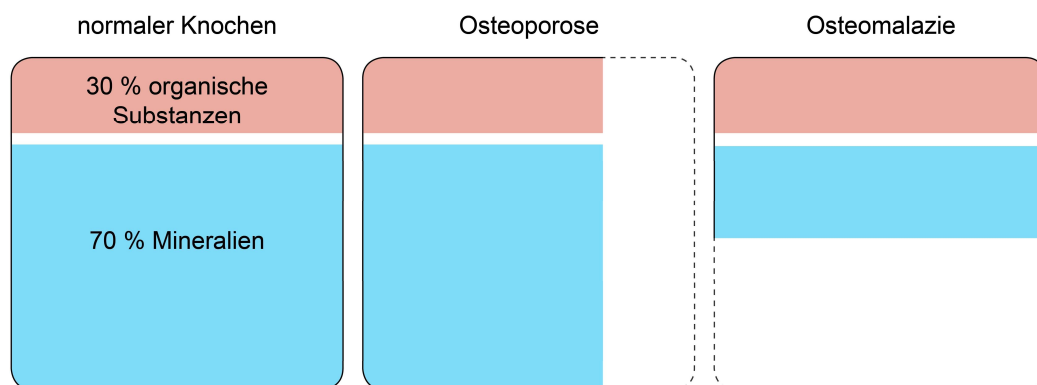 normaler Knochen
Osteoporose
Osteomalazie
30 % organische
Substanzen
70 % Mineralien